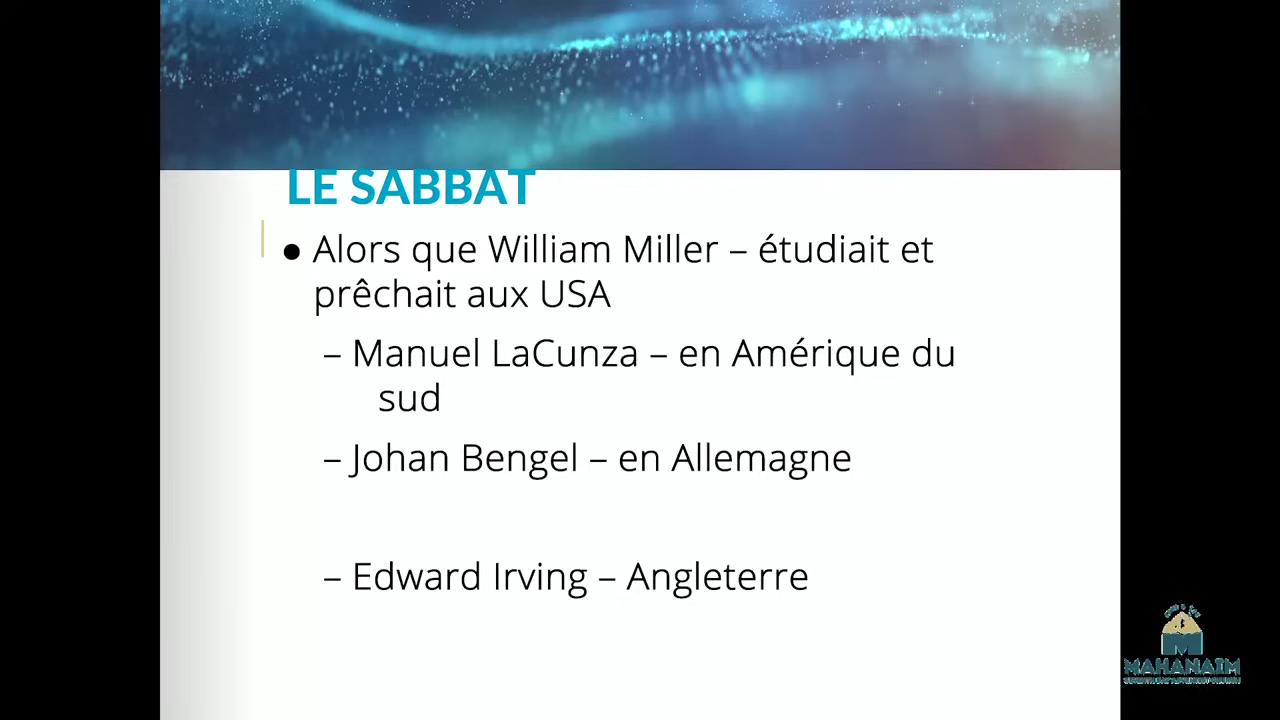 LE SABBAT
● Alors que William Miller – étudiait et
prêchait aux USA
– Manuel LaCunza – en Amérique du
sud
– Johan Bengel – en Allemagne
– Edward Irving – Angleterre
MAHANAIM